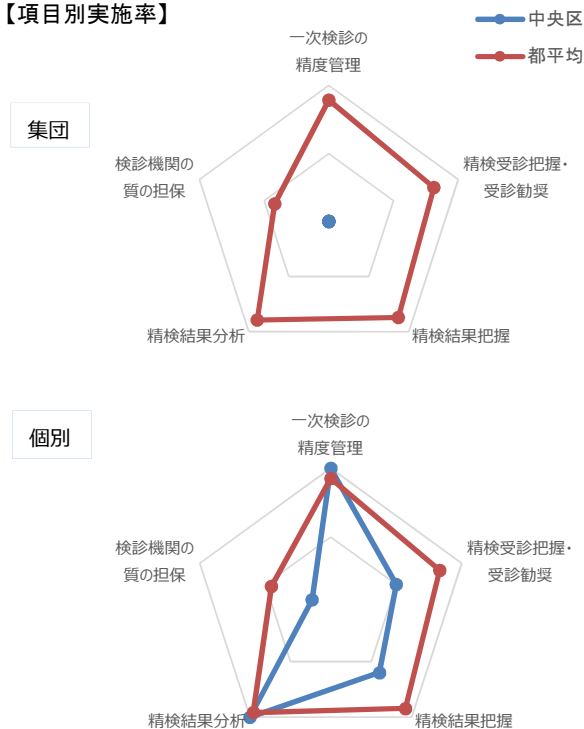 【項目別実施率】
中央区
都平均
集団
一次検診の
精度管理
精検受診把握・
受診勧奨
精検結果把握
精検結果分析
検診機関の
質の担保
個別
一次検診の
精度管理
精検受診把握・
受診勧奨
精検結果把握
精検結果分析
検診機関の
質の担保